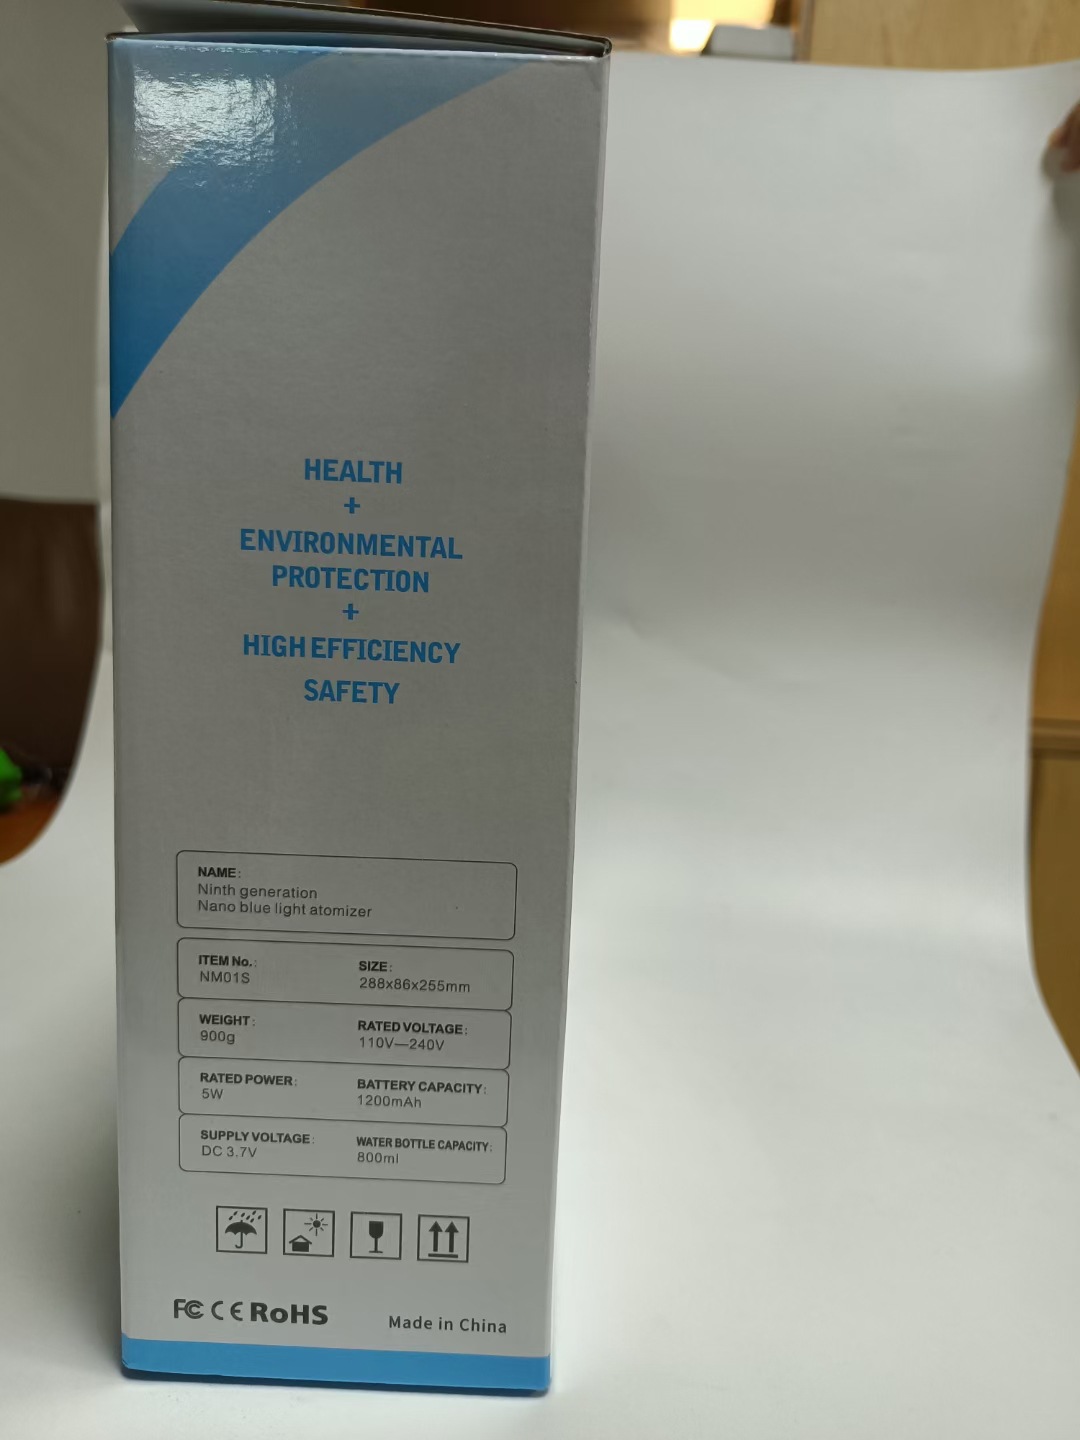 HEALTH
+
ENVIRONMENTAL
PROTECTION
+
HIGH EFFICIENCY
SAFETY
NAME:
Ninth generation
Nano blue light atomizer
ITEM No.:
NM01S
SIZE:
288x86x255mm
WEIGHT:
900g
RATED VOLTAGE:
110V—240V
RATED POWER:
5W
BATTERY CAPACITY:
1200mAh
SUPPLY VOLTAGE:
DC 3.7V
WATER BOTTLE CAPACITY:
800ml
FC CE RoHS
Made in China